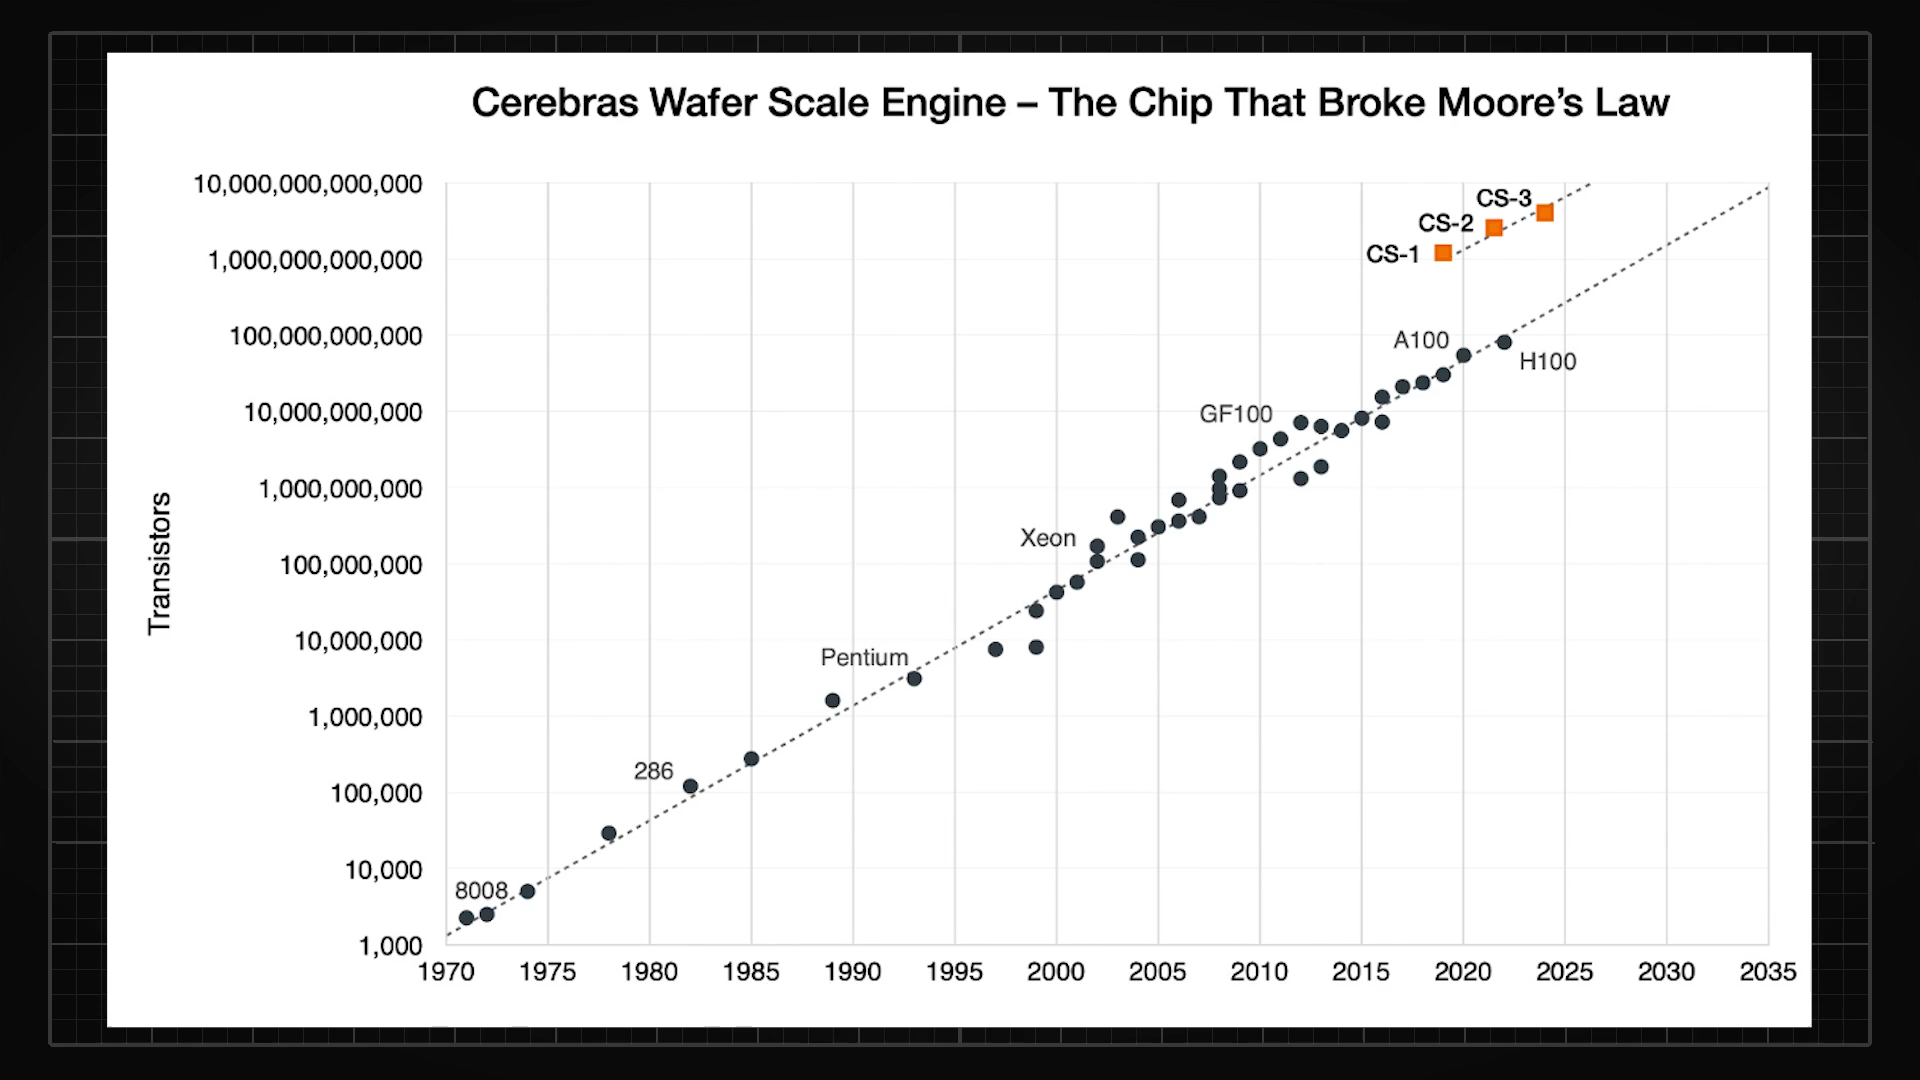 Cerebras Wafer Scale Engine – The Chip That Broke Moore's Law
10,000,000,000,000
1,000,000,000,000
100,000,000,000
10,000,000,000
1,000,000,000
100,000,000
10,000,000
1,000,000
100,000
10,000
1,000
Transistors
CS-3
CS-2
CS-1
A100
H100
GF100
Xeon
Pentium
286
8008
1970 1975 1980 1985 1990 1995 2000 2005 2010 2015 2020 2025 2030 2035